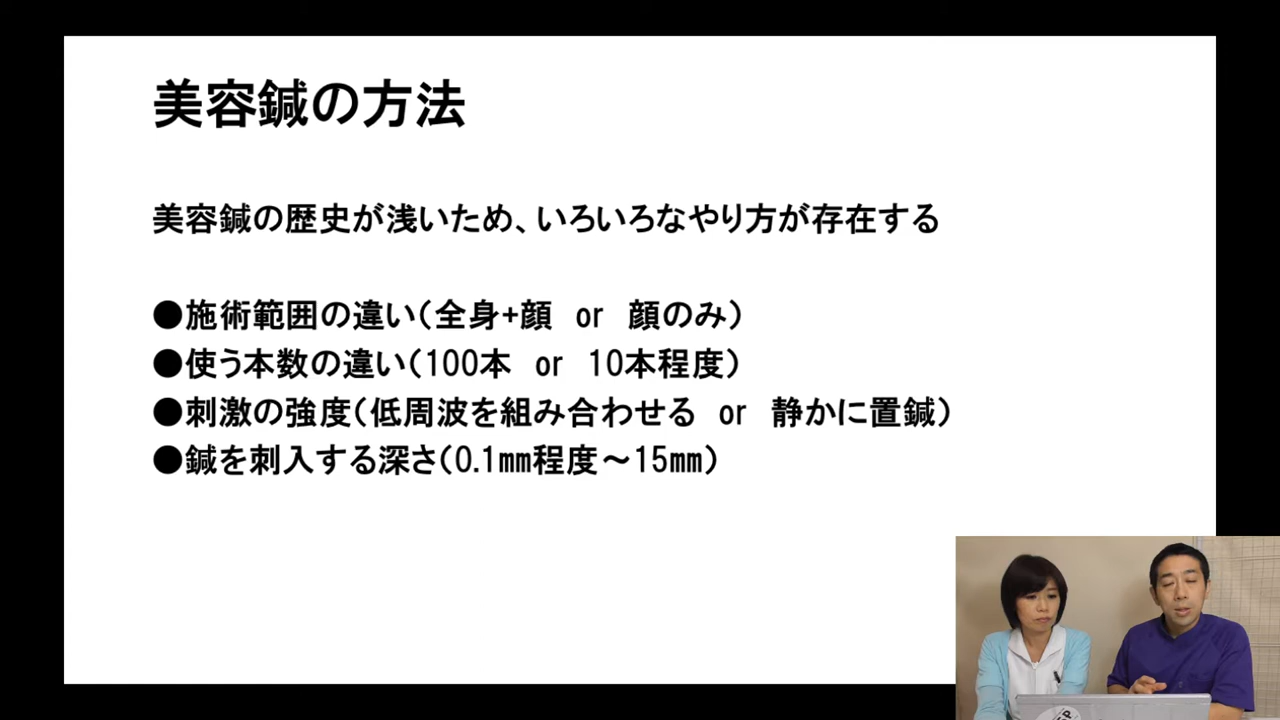 美容鍼の方法
美容鍼の歴史が浅いため、いろいろなやり方が存在する
●施術範囲の違い(全身+顔 or 顔のみ)
●使う本数の違い(100本 or 10本程度)
●刺激の強度(低周波を組み合わせる or 静かに置鍼)
●鍼を刺入する深さ(0.1mm程度～15mm)